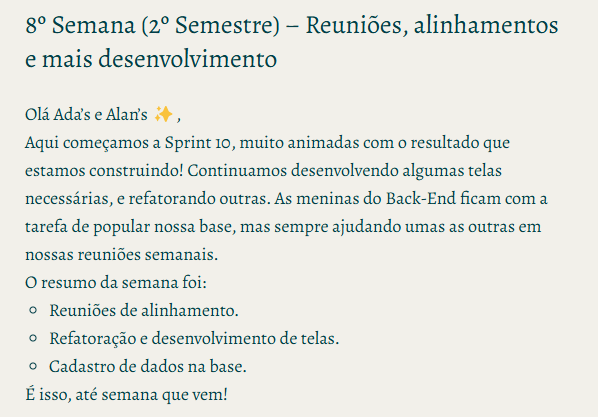 8º Semana (2º Semestre) – Reuniões, alinhamentos
e mais desenvolvimento
Olá Ada's e Alan's ✨ ,
Aqui começamos a Sprint 10, muito animadas com o resultado que
estamos construindo! Continuamos desenvolvendo algumas telas
necessárias, e refatorando outras. As meninas do Back-End ficam com a
tarefa de popular nossa base, mas sempre ajudando umas as outras em
nossas reuniões semanais.
O resumo da semana foi:
◦ Reuniões de alinhamento.
◦ Refatoração e desenvolvimento de telas.
◦ Cadastro de dados na base.
É isso, até semana que vem!